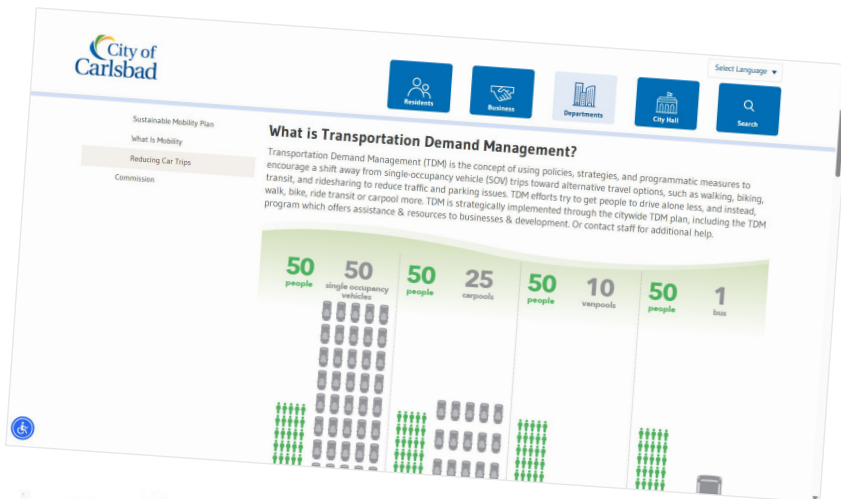 City of
Carlsbad
Select Language
Residents
Business
Departments
City Hall
Search
Sustainable Mobility Plan
What Is Mobility
Reducing Car Trips
Commission
What is Transportation Demand Management?
Transportation Demand Management (TDM) is the concept of using policies, strategies, and programmatic measures to
encourage a shift away from single-occupancy vehicle (SOV) trips toward alternative travel options, such as walking, biking,
transit, and ridesharing to reduce traffic and parking issues. TDM efforts try to get people to drive alone less, and instead,
walk, bike, ride transit or carpool more. TDM is strategically implemented through the citywide TDM plan, including the TDM
program which offers assistance & resources to businesses & development. Or contact staff for additional help.
50
people
50
single occupancy
vehicles
50
people
25
carpools
50
people
10
vanpools
50
people
1
bus